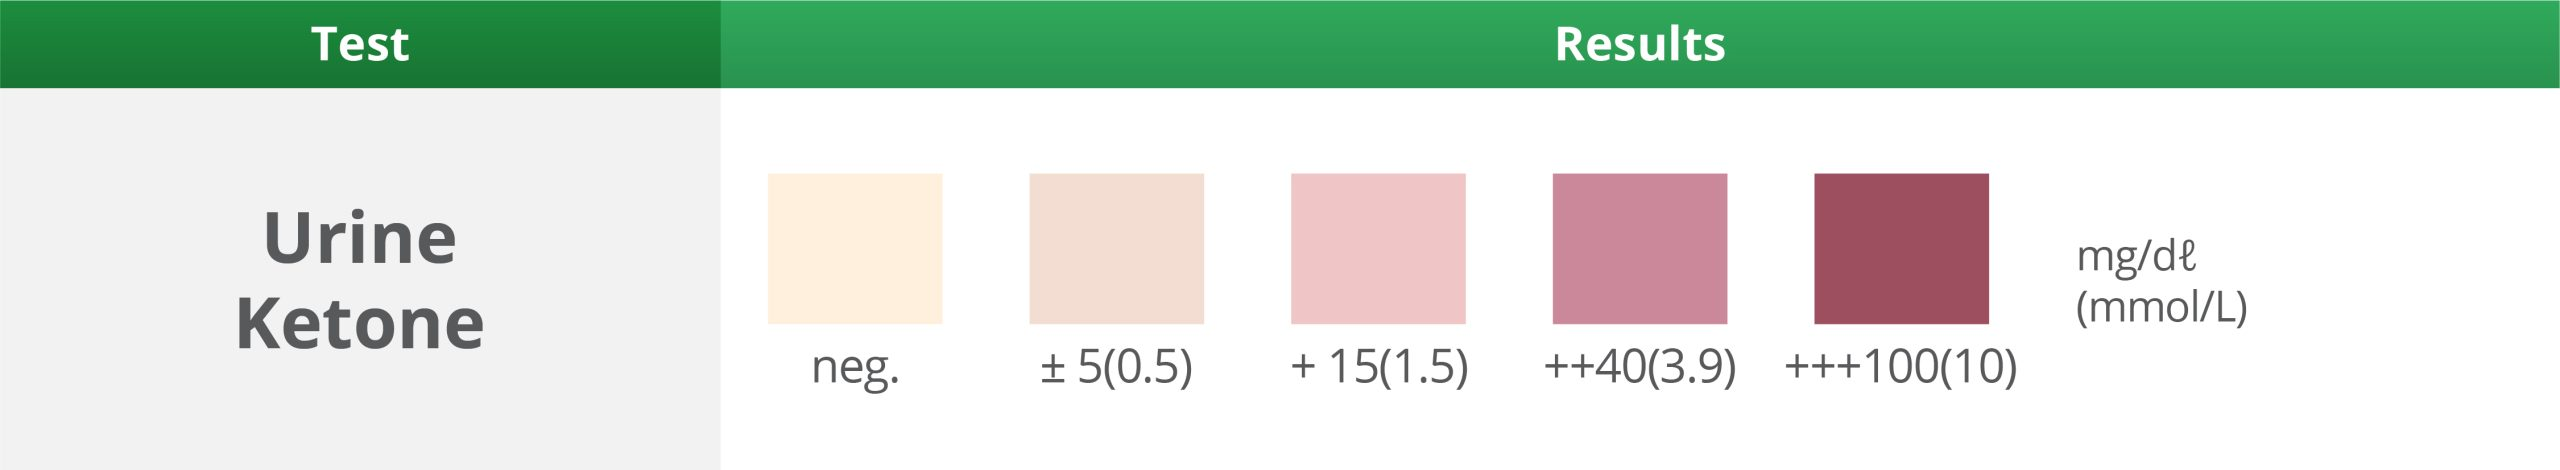 Test
Results
Urine
Ketone
neg.
± 5(0.5)
+ 15(1.5)
++40(3.9)
+++100(10)
mg/dℓ
(mmol/L)